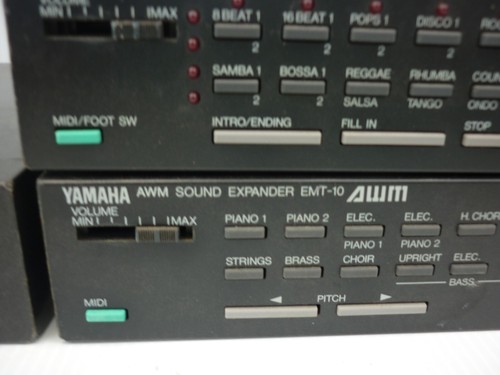 VOLUME
MIN MAX
8 BEAT 1 16 BEAT 1 POPS 1 DISCO 1
2 2 2 2
SAMBA 1 BOSSA 1 REGGAE RHUMBA
2 2 SALSA TANGO ONDO
MIDI/FOOT SW INTRO/ENDING FILL IN STOP
YAMAHA AWM SOUND EXPANDER EMT-10 AWM
VOLUME
MIN MAX
PIANO 1 PIANO 2 ELEC. ELEC. H. CHOR
PIANO 1 PIANO 2
STRINGS BRASS CHOIR UPRIGHT ELEC.
BASS
MIDI ◄ PITCH ►